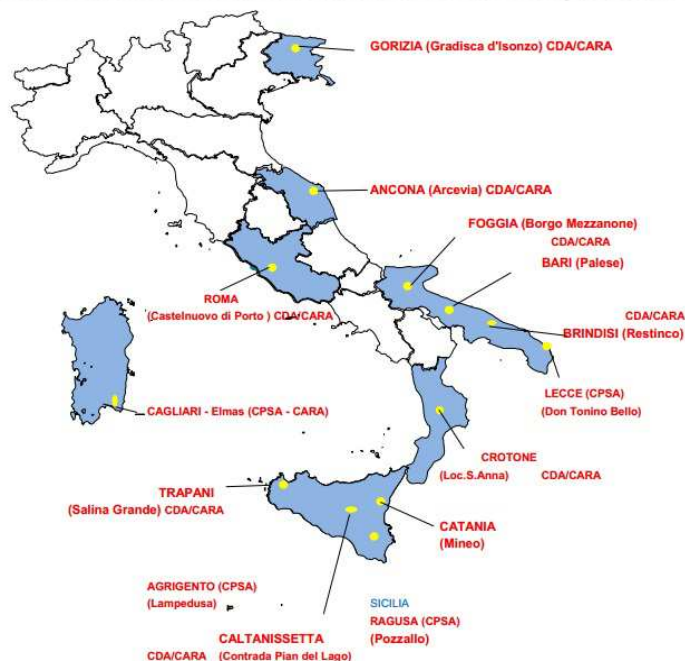 GORIZIA (Gradisca d'Isonzo) CDA/CARA
ANCONA (Arcevia) CDA/CARA
FOGGIA (Borgo Mezzanone)
CDA/CARA
BARI (Palese)
ROMA
(Castelnuovo di Porto ) CDA/CARA
CDA/CARA
BRINDISI (Restinco)
LECCE (CPSA)
(Don Tonino Bello)
CAGLIARI - Elmas (CPSA - CARA)
CROTONE
(Loc.S.Anna) CDA/CARA
TRAPANI
(Salina Grande) CDA/CARA
CATANIA
(Mineo)
AGRIGENTO (CPSA)
(Lampedusa)
SICILIA
RAGUSA (CPSA)
(Pozzallo)
CALTANISSETTA
CDA/CARA (Contrada Pian del Lago)